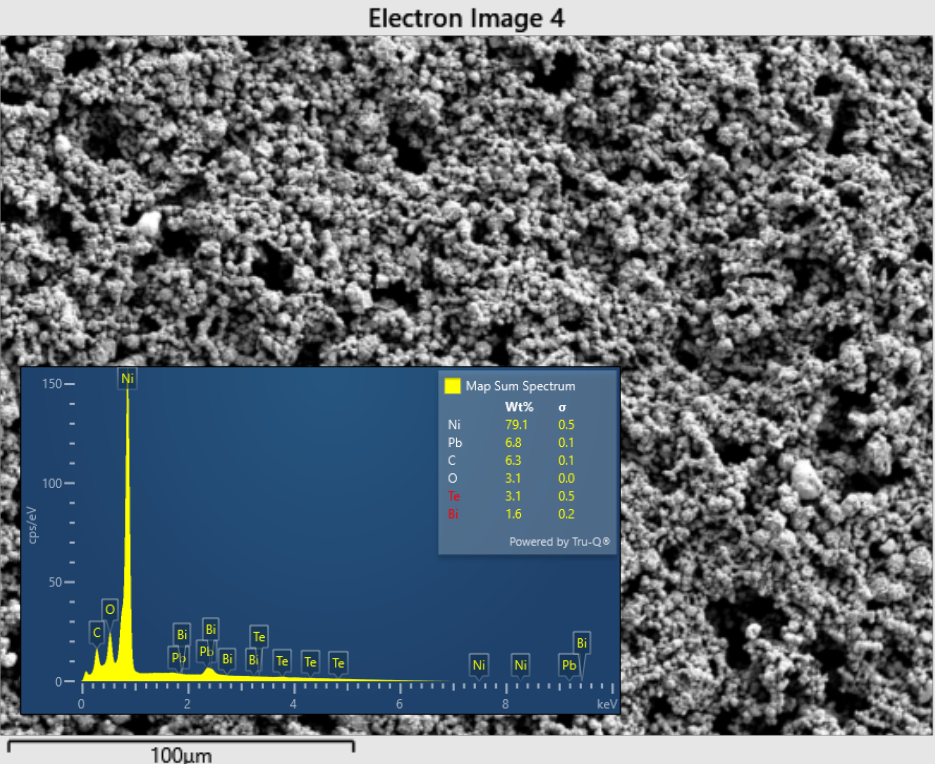 Electron Image 4
Map Sum Spectrum
Wt% σ
Ni 79.1 0.5
Pb 6.8 0.1
C 6.3 0.1
O 3.1 0.0
Te 3.1 0.5
Bi 1.6 0.2
Powered by Tru-Q®
150
100
50
0
cps/eV
Ni
O
C
Bi
Bi
Te
Bi
Pb
Pb
Bi
Bi
Te
Te
Te
Ni
Ni
Pb
0 2 4 6 8 keV
100µm